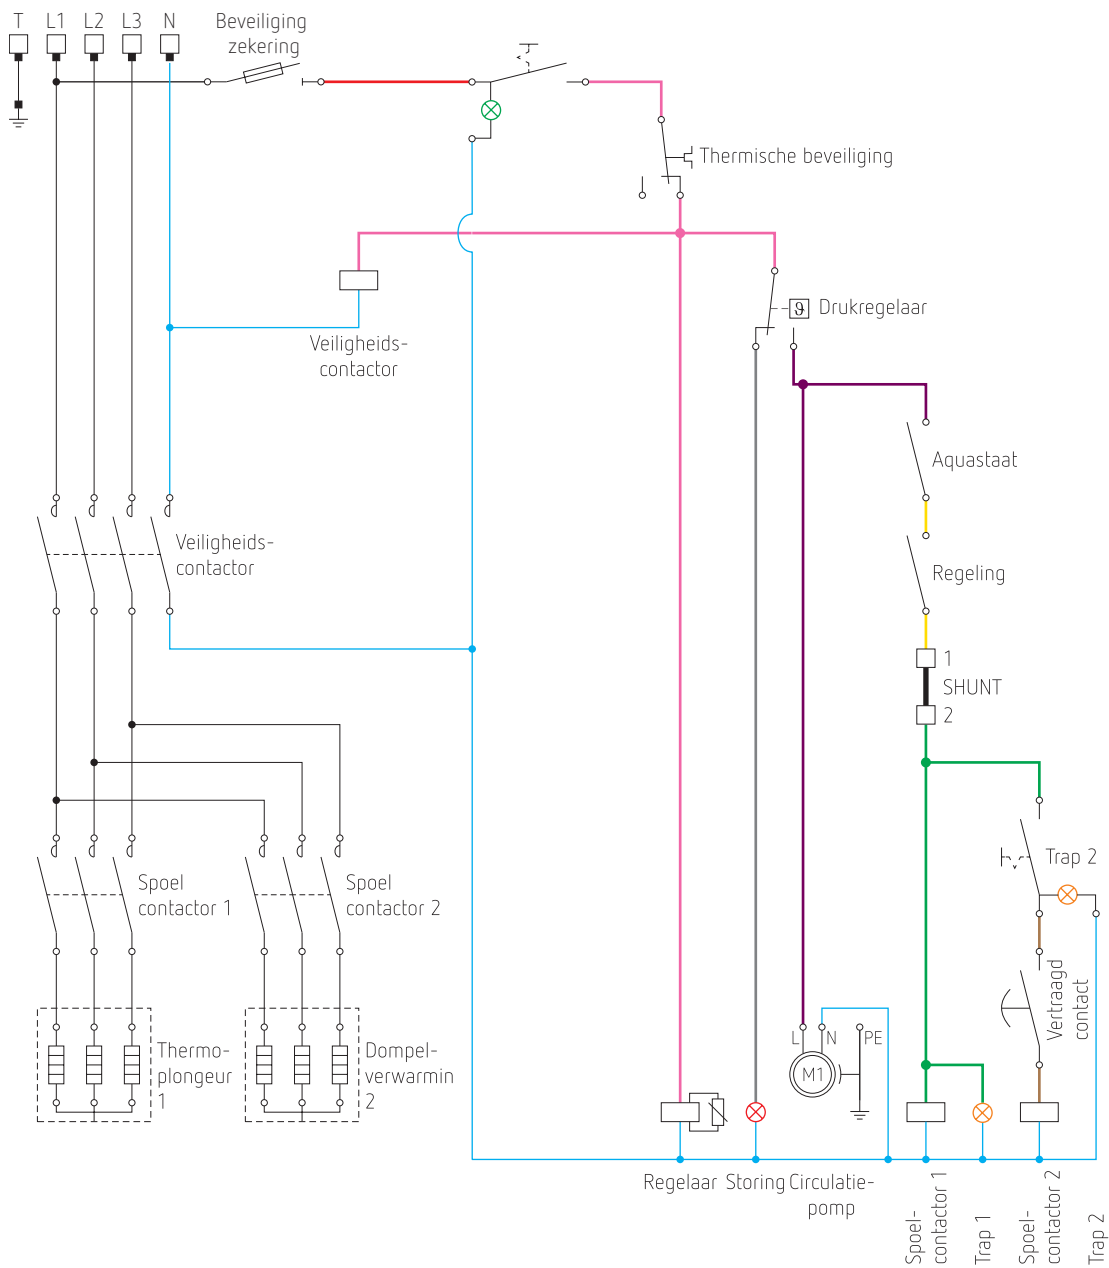 T L1 L2 L3 N
Beveiliging
zekering
Thermische beveiliging
Veiligheids-
contactor
ϑ Drukregelaar
Aquastaat
Veiligheids-
contactor
Regeling
1
SHUNT
2
Spoel
contactor 1
Spoel
contactor 2
Trap 2
Vertraagd
contact
Thermo-
plongeur
1
Dompel-
verwarmin
2
L N PE
M1
Regelaar
Storing
Circulatie-
pomp
Spoel-
contactor 1
Trap 1
Spoel-
contactor 2
Trap 2